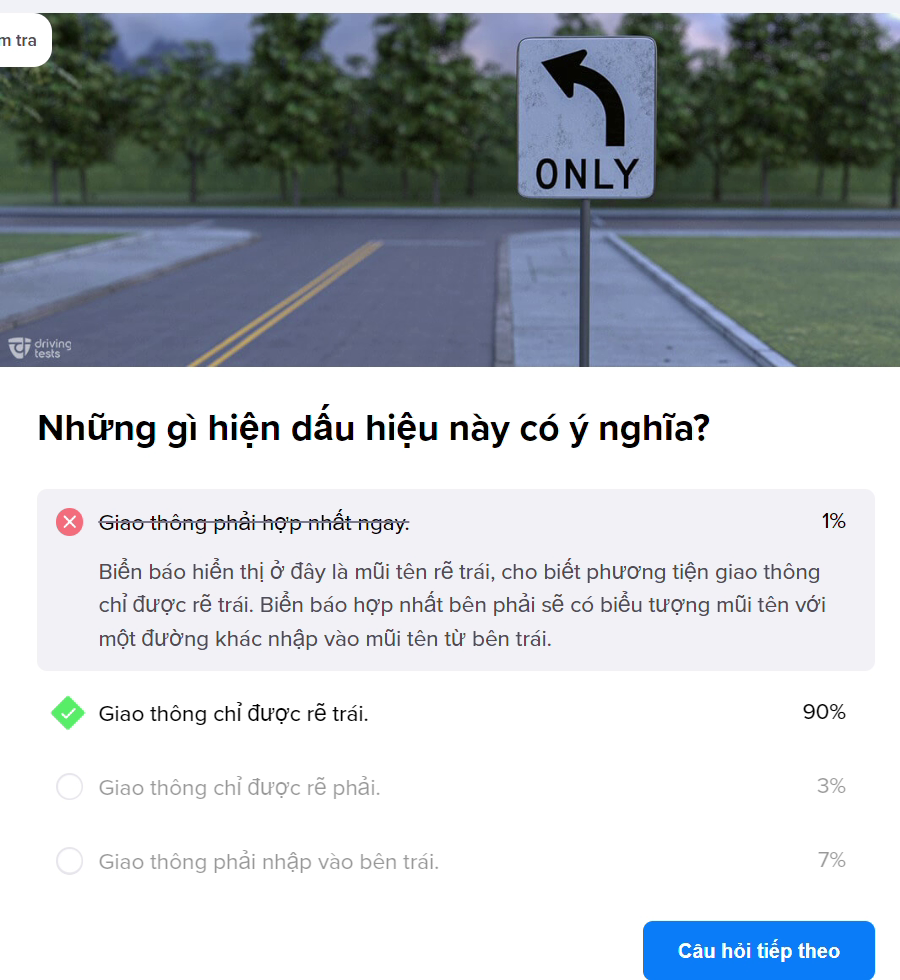 m tra
ONLY
driving
tests
Những gì hiện dấu hiệu này có ý nghĩa?
Giao thông phải hợp nhất ngay. 1%
Biển báo hiển thị ở đây là mũi tên rẽ trái, cho biết phương tiện giao thông
chỉ được rẽ trái. Biển báo hợp nhất bên phải sẽ có biểu tượng mũi tên với
một đường khác nhập vào mũi tên từ bên trái.
Giao thông chỉ được rẽ trái. 90%
Giao thông chỉ được rẽ phải. 3%
Giao thông phải nhập vào bên trái. 7%
Câu hỏi tiếp theo